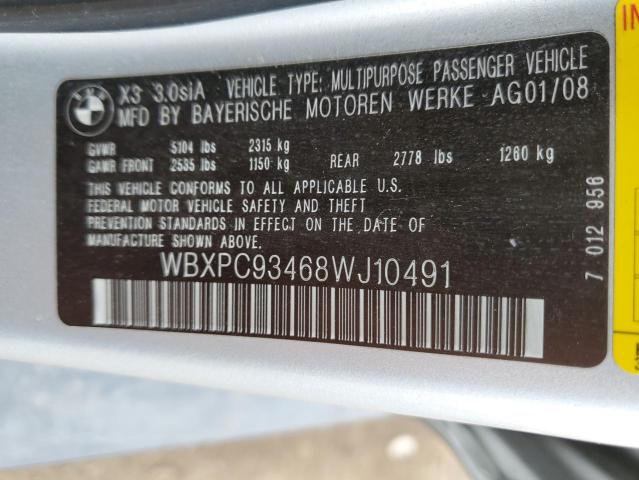 X3 3.0siA VEHICLE TYPE: MULTIPURPOSE PASSENGER VEHICLE
MFD BY BAYERISCHE MOTOREN WERKE AG01/08
GVWR 5104 lbs 2315 kg
GAWR FRONT 2535 lbs 1150 kg REAR 2778 lbs 1260 kg
THIS VEHICLE CONFORMS TO ALL APPLICABLE U.S.
FEDERAL MOTOR VEHICLE SAFETY AND THEFT
PREVENTION STANDARDS IN EFFECT ON THE DATE OF
MANUFACTURE SHOWN ABOVE.
WBXPC93468WJ10491
7 012 956